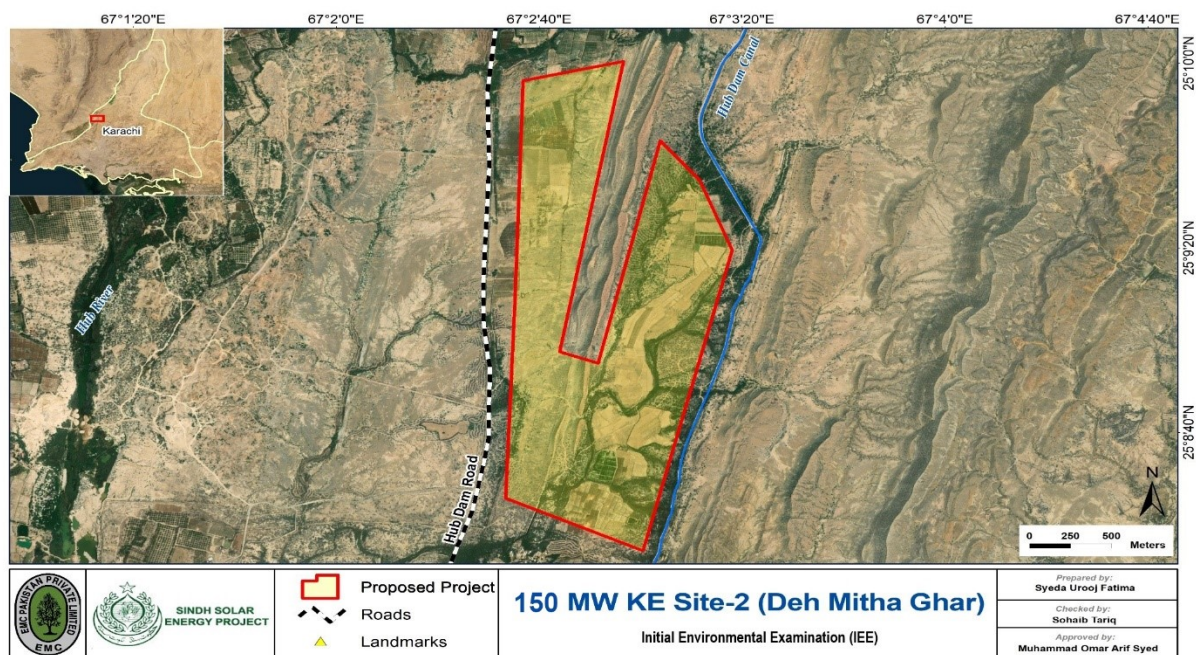 67°1'20"E
67°2'0"E
67°2'40"E
67°3'20"E
67°4'0"E
67°4'40"E
25°10'0"N
25°9'20"N
25°8'40"N
Karachi
Hub River
Hub Dam Road
Hub Dam Canal
N
0 250 500
Meters
EMC PAKISTAN PRIVATE LIMITED
EMC
SINDH SOLAR
ENERGY PROJECT
Proposed Project
Roads
Landmarks
150 MW KE Site-2 (Deh Mitha Ghar)
Initial Environmental Examination (IEE)
Prepared by:
Syeda Urooj Fatima
Checked by:
Sohaib Tariq
Approved by:
Muhammad Omar Arif Syed